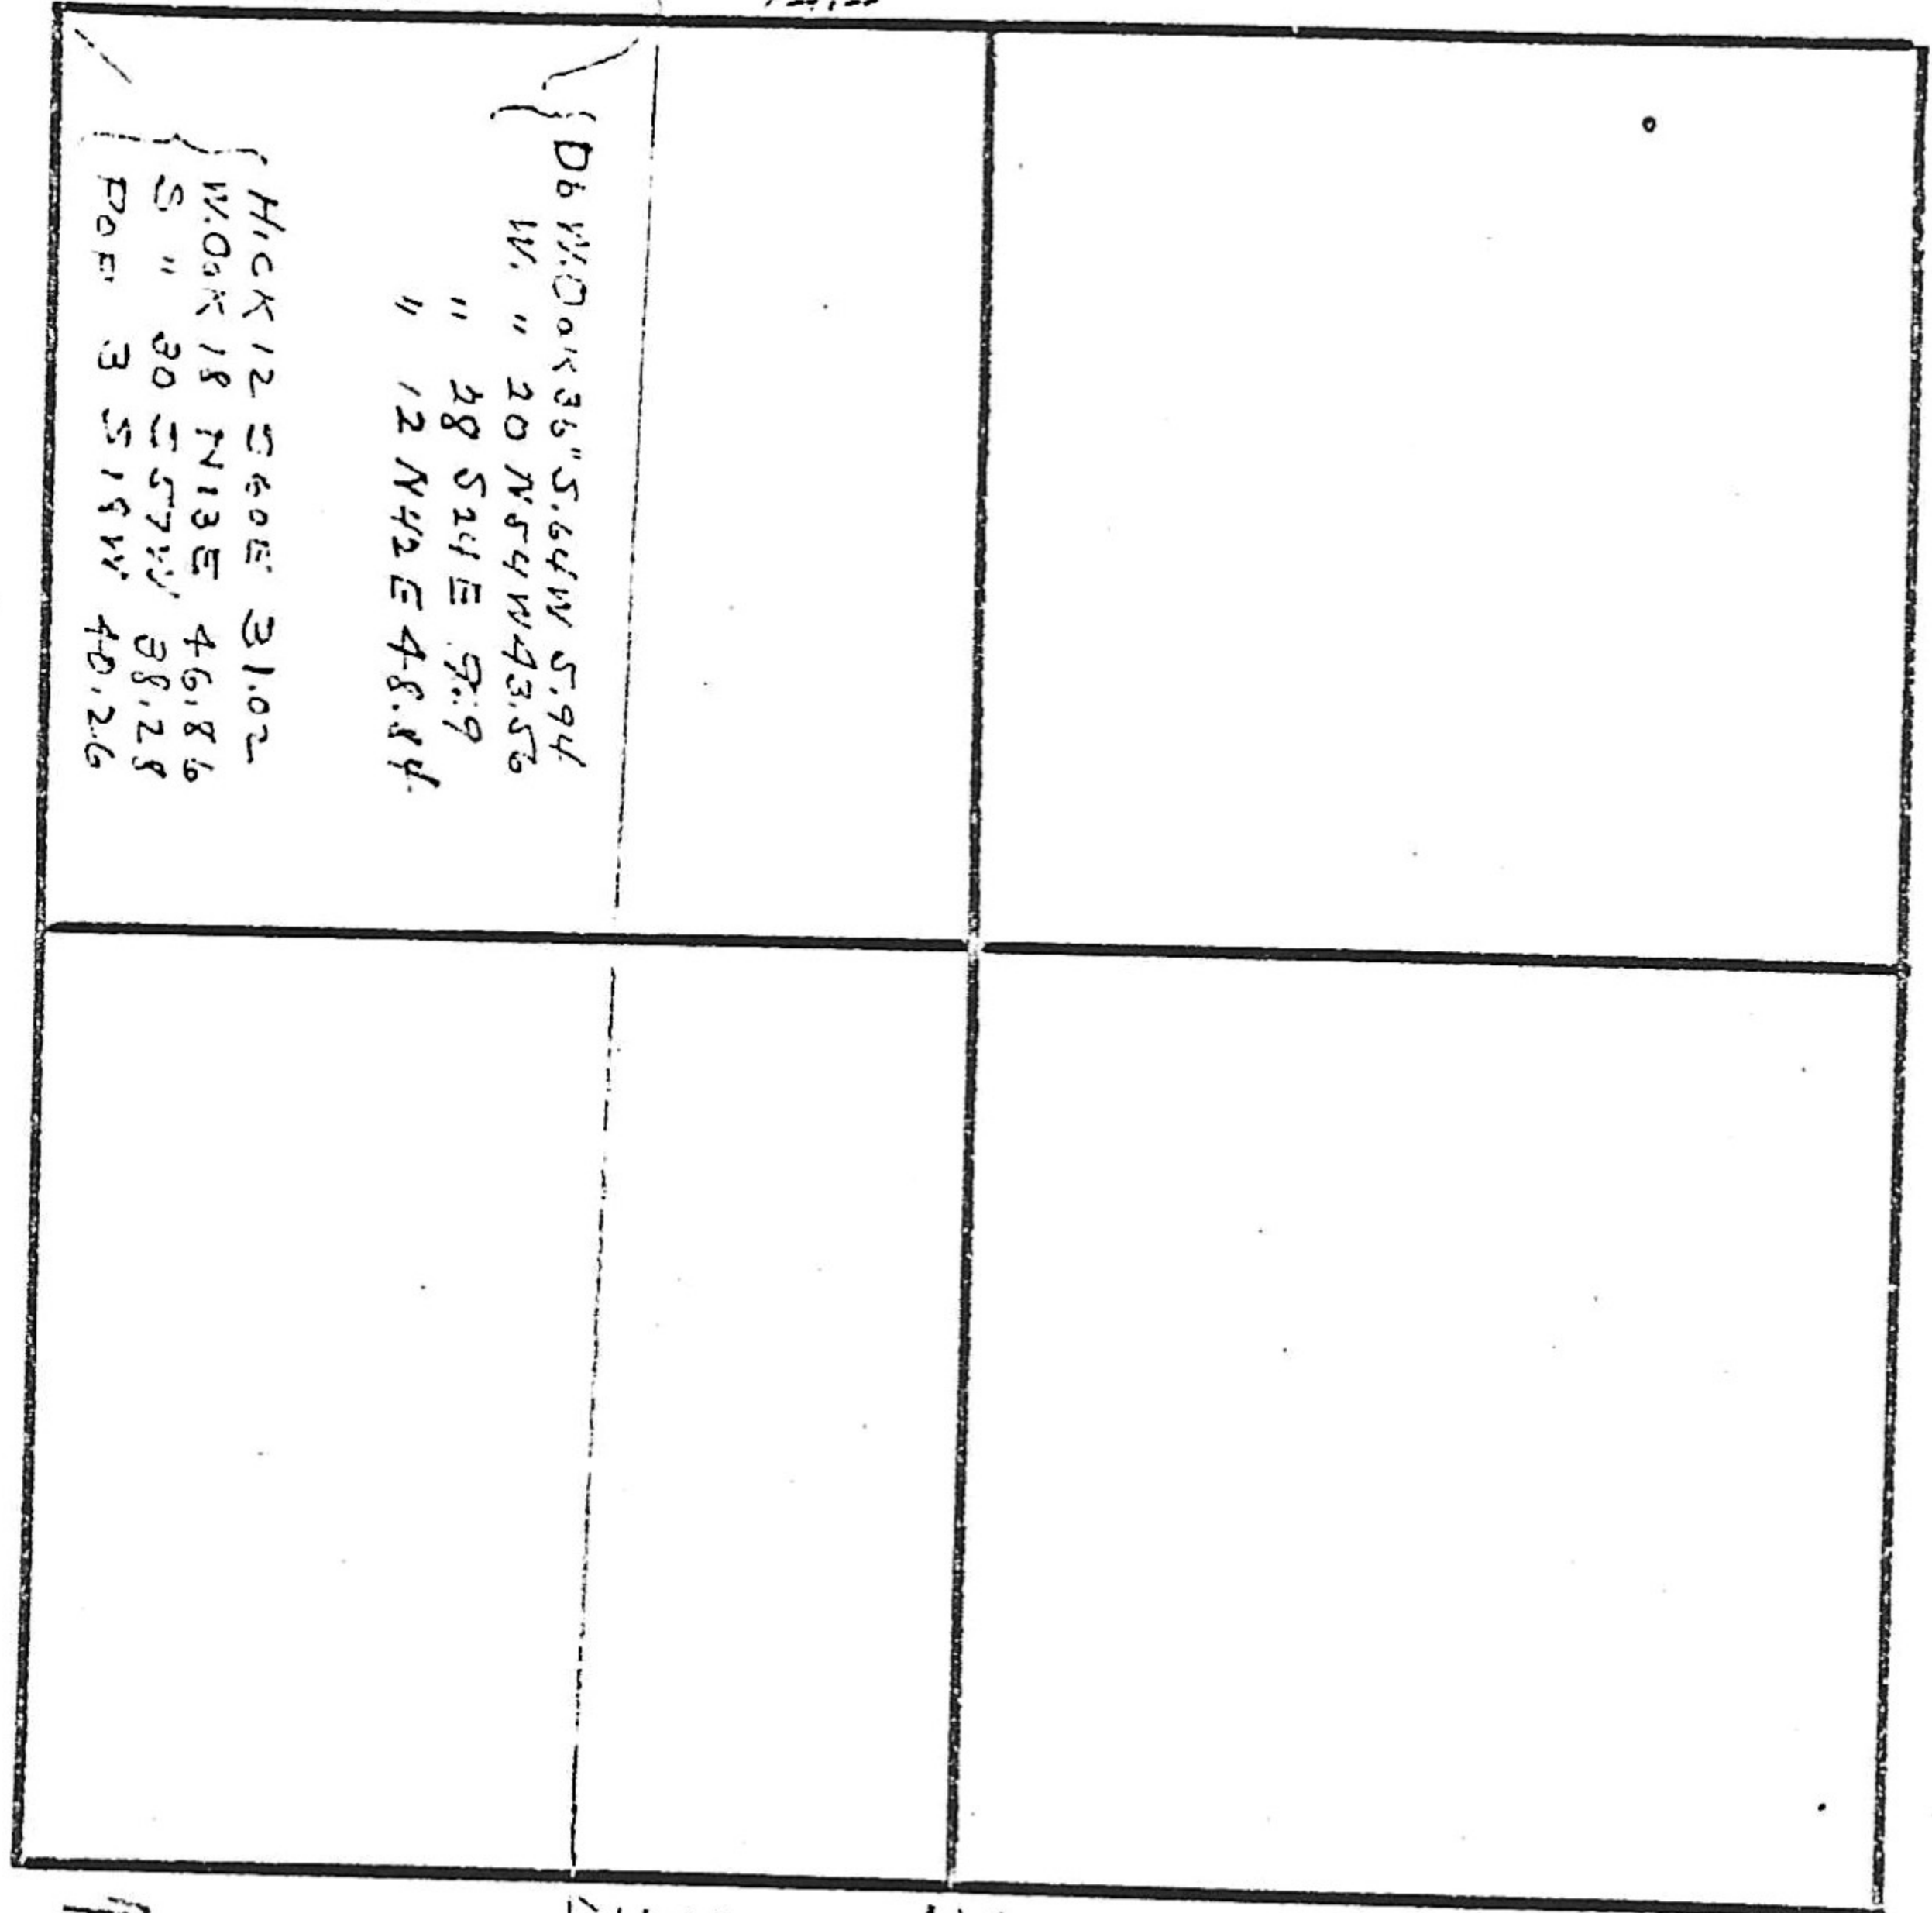 Db W.Oak 36" S.64W 5.94
W. " 20 N54W 43.56
" 28 S24E 9.9
" 12 N42E 48.84
Hick 12 S60E 31.02
W.Oak 18 N13E 46.86
S " 30 S57W 38.28
Pop 3 S18W 40.26